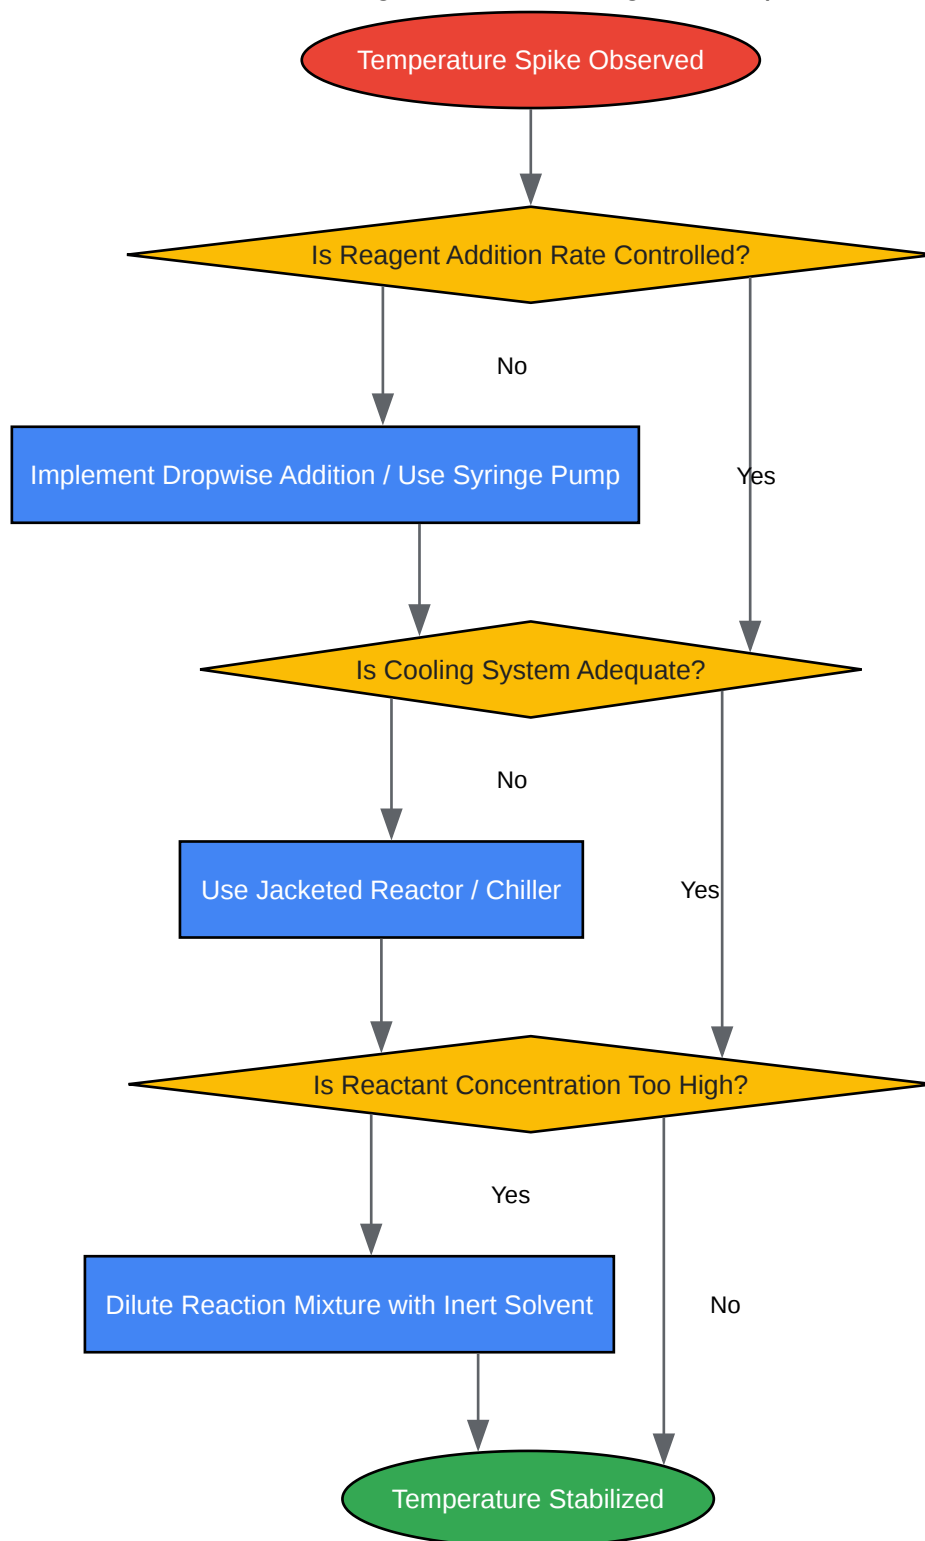 Temperature Spike Observed
Is Reagent Addition Rate Controlled?
No
Implement Dropwise Addition / Use Syringe Pump
Yes
Is Cooling System Adequate?
No
Use Jacketed Reactor / Chiller
Yes
Is Reactant Concentration Too High?
Yes
Dilute Reaction Mixture with Inert Solvent
No
Temperature Stabilized